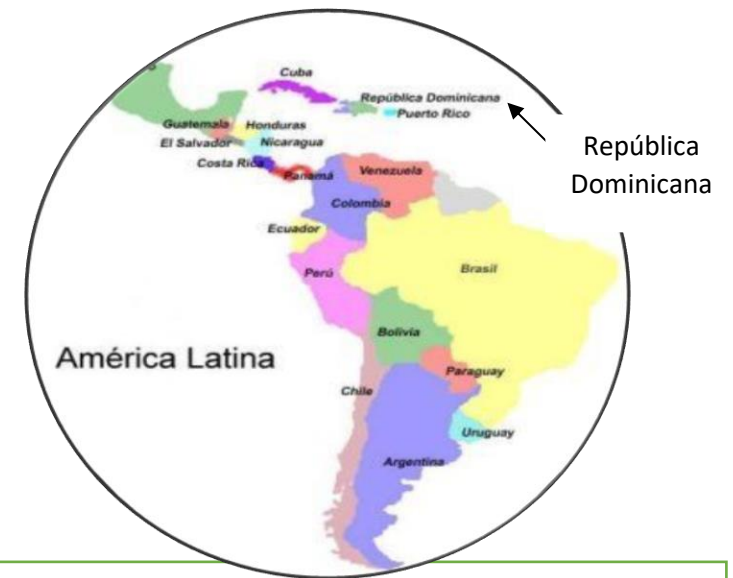 Cuba
República Dominicana
Puerto Rico
Guatemala
Honduras
El Salvador
Nicaragua
Costa Rica
Panamá
Venezuela
Colombia
Ecuador
Brasil
Perú
Bolivia
América Latina
Paraguay
Chile
Uruguay
Argentina
República
Dominicana